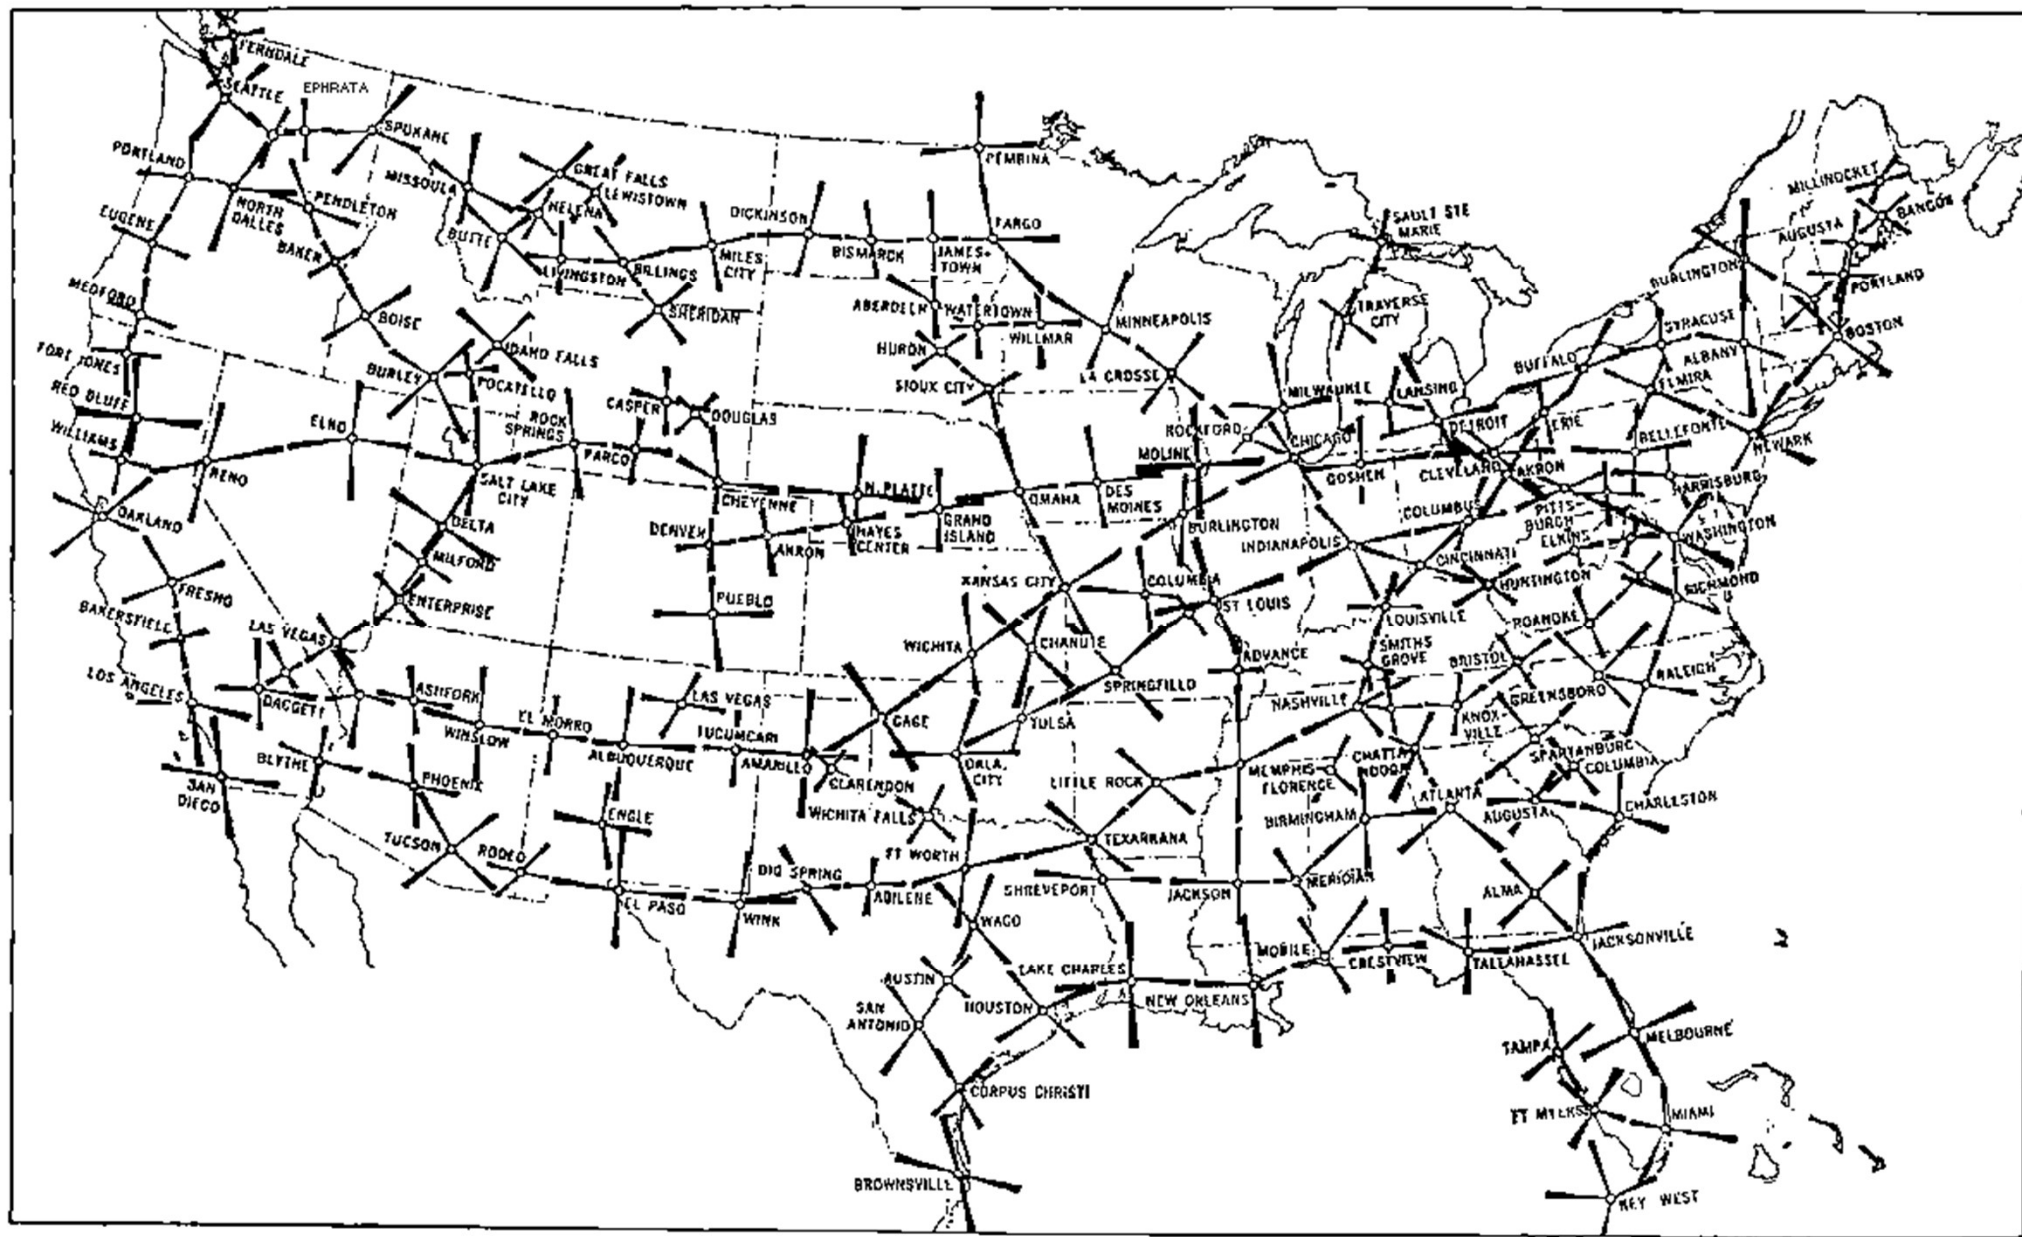 FERNDALE
SEATTLE
EPHRATA
SPOKANE
PORTLAND
MISSOULA
GREAT FALLS
LEWISTOWN
HELENA
PEMBINA
MILLINOCKET
BANGOR
NORTH
DALLES
PENDLETON
DICKINSON
FARGO
SAULT STE
MARIE
AUGUSTA
EUGENE
BUTTE
BAKER
LIVINGSTON
BILLINGS
MILES
CITY
BISMARCK
JAMES-
TOWN
BURLINGTON
PORTLAND
MEDFORD
BOISE
SHERIDAN
ABERDEEN
WATERTOWN
MINNEAPOLIS
TRAVERSE
CITY
SYRACUSE
BOSTON
FORT JONES
IDAHO FALLS
HURON
WILLMAR
ALBANY
BURLEY
POCATELLO
SIOUX CITY
LA CROSSE
BUFFALO
ELMIRA
RED BLUFF
CASPER
DOUGLAS
MILWAUKEE
LANSING
WILLIAMS
ELKO
ROCK
SPRINGS
PARCO
ROCKFORD
CHICAGO
DETROIT
ERIE
BELLEFONTE
NEWARK
RENO
SALT LAKE
CITY
CHEYENNE
N. PLATTE
OMAHA
DES
MOINES
MOLINE
GOSHEN
CLEVELAND
AKRON
HARRISBURG
OAKLAND
DELTA
DENVER
AKRON
HAYES
CENTER
GRAND
ISLAND
BURLINGTON
INDIANAPOLIS
COLUMBUS
PITTS-
BURGH
ELKINS
WASHINGTON
MILFORD
KANSAS CITY
COLUMBIA
CINCINNATI
HUNTINGTON
FRESNO
ENTERPRISE
PUEBLO
ST LOUIS
LOUISVILLE
RICHMOND
BAKERSFIELD
LAS VEGAS
WICHITA
CHANUTE
ADVANCE
SMITHS
GROVE
ROANOKE
BRISTOL
LOS ANGELES
DAGGETT
ASHFORK
LAS VEGAS
SPRINGFIELD
NASHVILLE
GREENSBORO
RALEIGH
WINSLOW
EL MORRO
ALBUQUERQUE
TUCUMCARI
AMARILLO
GAGE
TULSA
KNOX-
VILLE
SPARTANBURG
BLYTHE
PHOENIX
CLARENDON
OKLA.
CITY
LITTLE ROCK
MEMPHIS
FLORENCE
CHATTA
NOOGA
COLUMBIA
SAN
DIEGO
ENGLE
WICHITA FALLS
BIRMINGHAM
ATLANTA
AUGUSTA
CHARLESTON
TUCSON
RODEO
BIG SPRING
FT WORTH
TEXARKANA
EL PASO
WINK
ABILENE
SHREVEPORT
JACKSON
MERIDIAN
ALMA
WACO
MOBILE
CRESTVIEW
TALLAHASSEE
JACKSONVILLE
AUSTIN
LAKE CHARLES
SAN
ANTONIO
HOUSTON
NEW ORLEANS
TAMPA
MELBOURNE
CORPUS CHRISTI
FT MYERS
MIAMI
BROWNSVILLE
KEY WEST